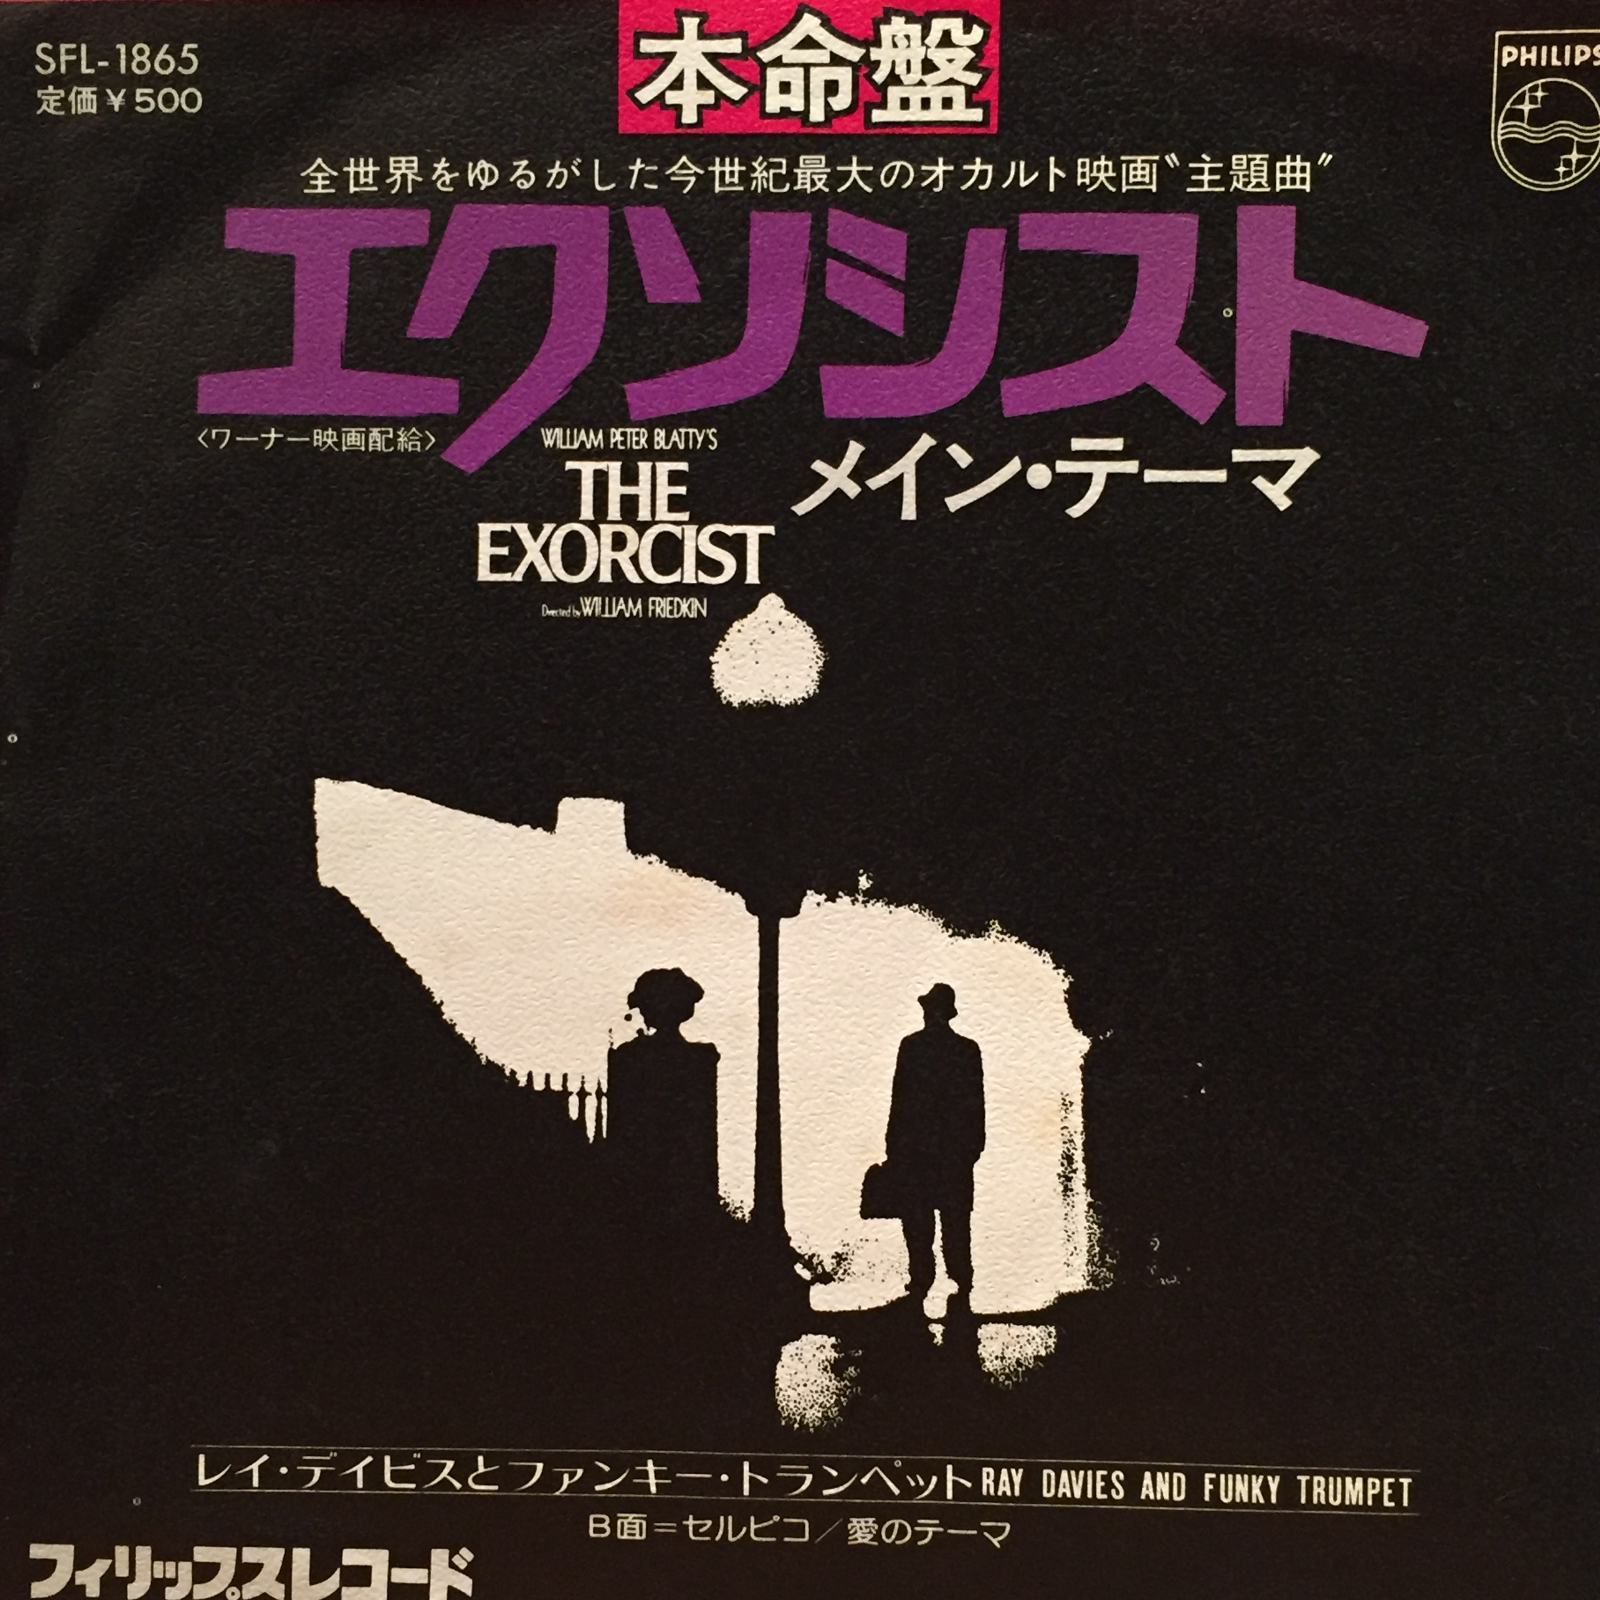 SFL-1865
定価￥500
本命盤
PHILIPS
全世界をゆるがした今世紀最大のオカルト映画〝主題曲〞
エクソシスト
〈ワーナー映画配給〉
WILLIAM PETER BLATTY'S
THE
EXORCIST
Directed by WILLIAM FRIEDKIN
メイン・テーマ
レイ・デイビスとファンキー・トランペット RAY DAVIES AND FUNKY TRUMPET
B面＝セルピコ／愛のテーマ
フィリップスレコード